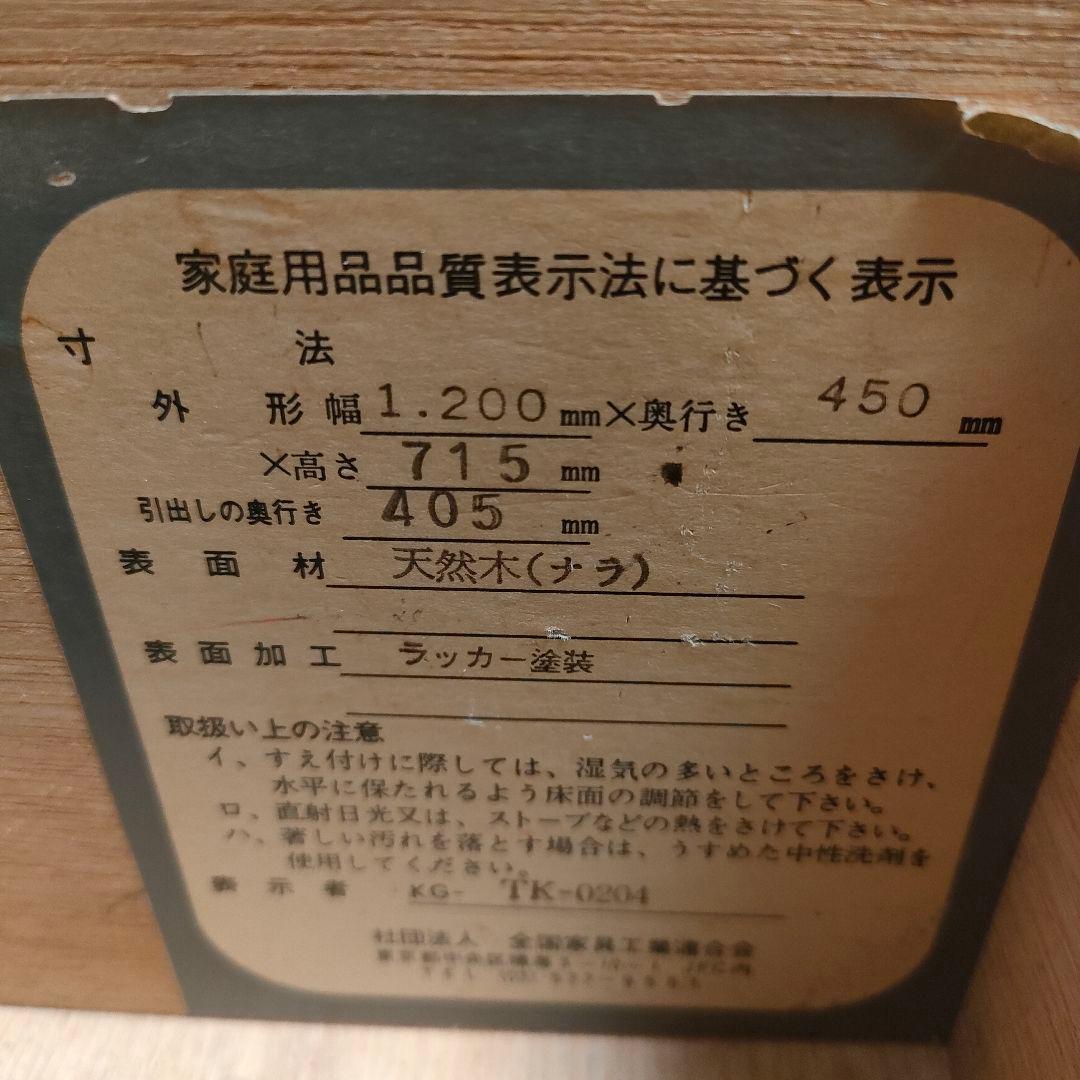 家庭用品品質表示法に基づく表示
寸法
外形 幅 1.200 mm×奥行き 450 mm
×高さ 715 mm
引出しの奥行き 405 mm
表面材 天然木(ナラ)
表面加工 ラッカー塗装
取扱い上の注意
イ、すえ付けに際しては、湿気の多いところをさけ、
水平に保たれるよう床面の調節をして下さい。
ロ、直射日光又は、ストーブなどの熱をさけて下さい。
ハ、著しい汚れを落とす場合は、うすめた中性洗剤を
使用してください。
表示者 KG- TK-0204
社団法人 全国家具工業連合会
東京都中央区